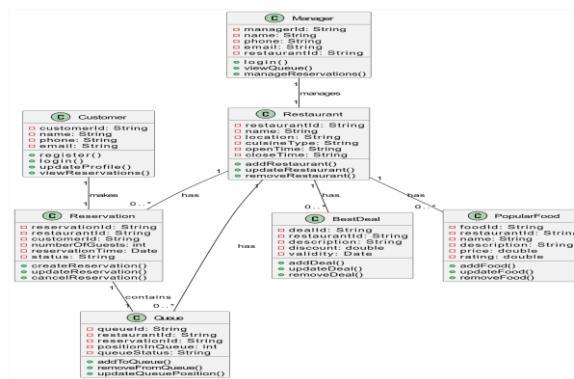 C Manager
managerId: String
name: String
phone: String
email: String
restaurantId: String
login()
viewQueue()
manageReservations()
1
manages
1
C Customer
customerId: String
name: String
phone: String
email: String
register()
login()
updateProfile()
viewReservations()
C Restaurant
restaurantId: String
name: String
location: String
cuisineType: String
openTime: String
closeTime: String
addRestaurant()
updateRestaurant()
removeRestaurant()
1
makes
1
1
has
0..*
1
has
1
has
0..*
1
has
0..*
C Reservation
reservationId: String
restaurantId: String
customerId: String
numberOfGuests: int
reservationTime: Date
status: String
createReservation()
updateReservation()
cancelReservation()
C BestDeal
dealId: String
restaurantId: String
description: String
discount: double
validity: Date
addDeal()
updateDeal()
removeDeal()
C PopularFood
foodId: String
restaurantId: String
name: String
description: String
price: double
rating: double
addFood()
updateFood()
removeFood()
1
contains
1
0..*
C Queue
queueId: String
restaurantId: String
reservationId: String
positionInQueue: int
queueStatus: String
addToQueue()
removeFromQueue()
updateQueuePosition()